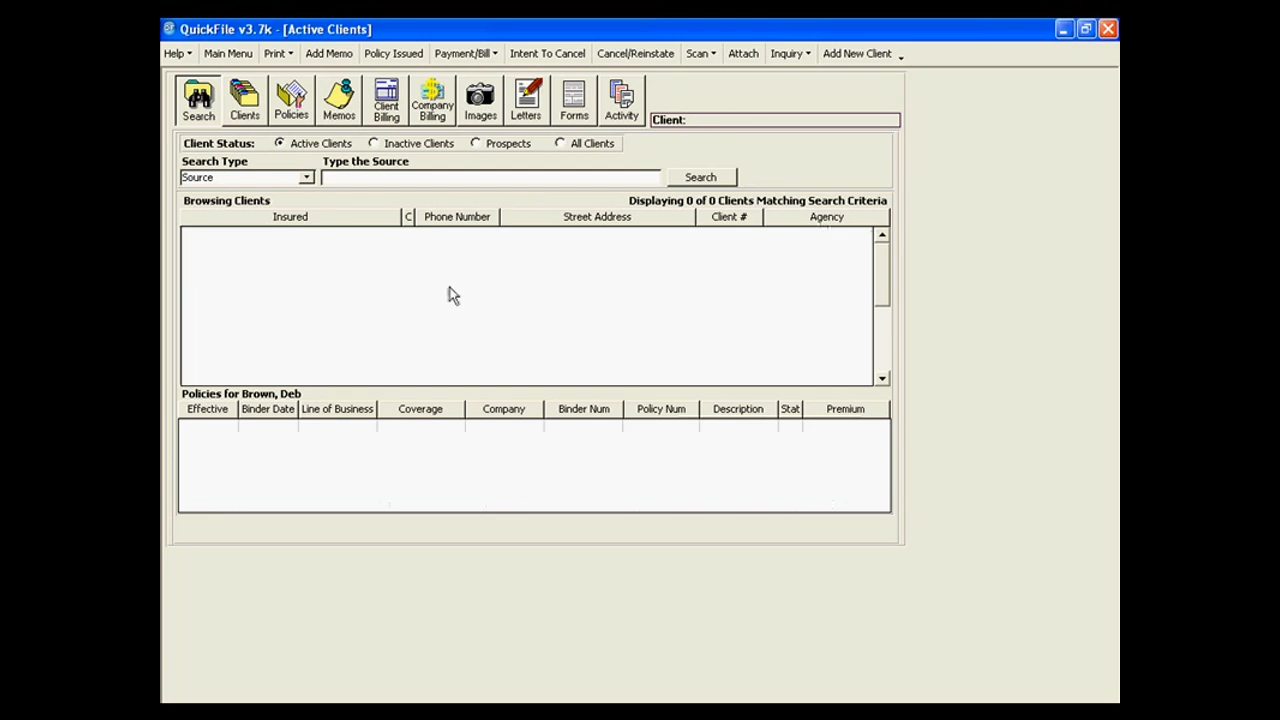 QuickFile v3.7k - [Active Clients]
Help Main Menu Print Add Memo Policy Issued Payment/Bill Intent To Cancel Cancel/Reinstate Scan Attach Inquiry Add New Client
Search Clients Policies Memos Client Billing Company Billing Images Letters Forms Activity Client:
Client Status: Active Clients Inactive Clients Prospects All Clients
Search Type Type the Source
Source Search
Browsing Clients Displaying 0 of 0 Clients Matching Search Criteria
Insured C Phone Number Street Address Client # Agency
Policies for Brown, Deb
Effective Binder Date Line of Business Coverage Company Binder Num Policy Num Description Stat Premium